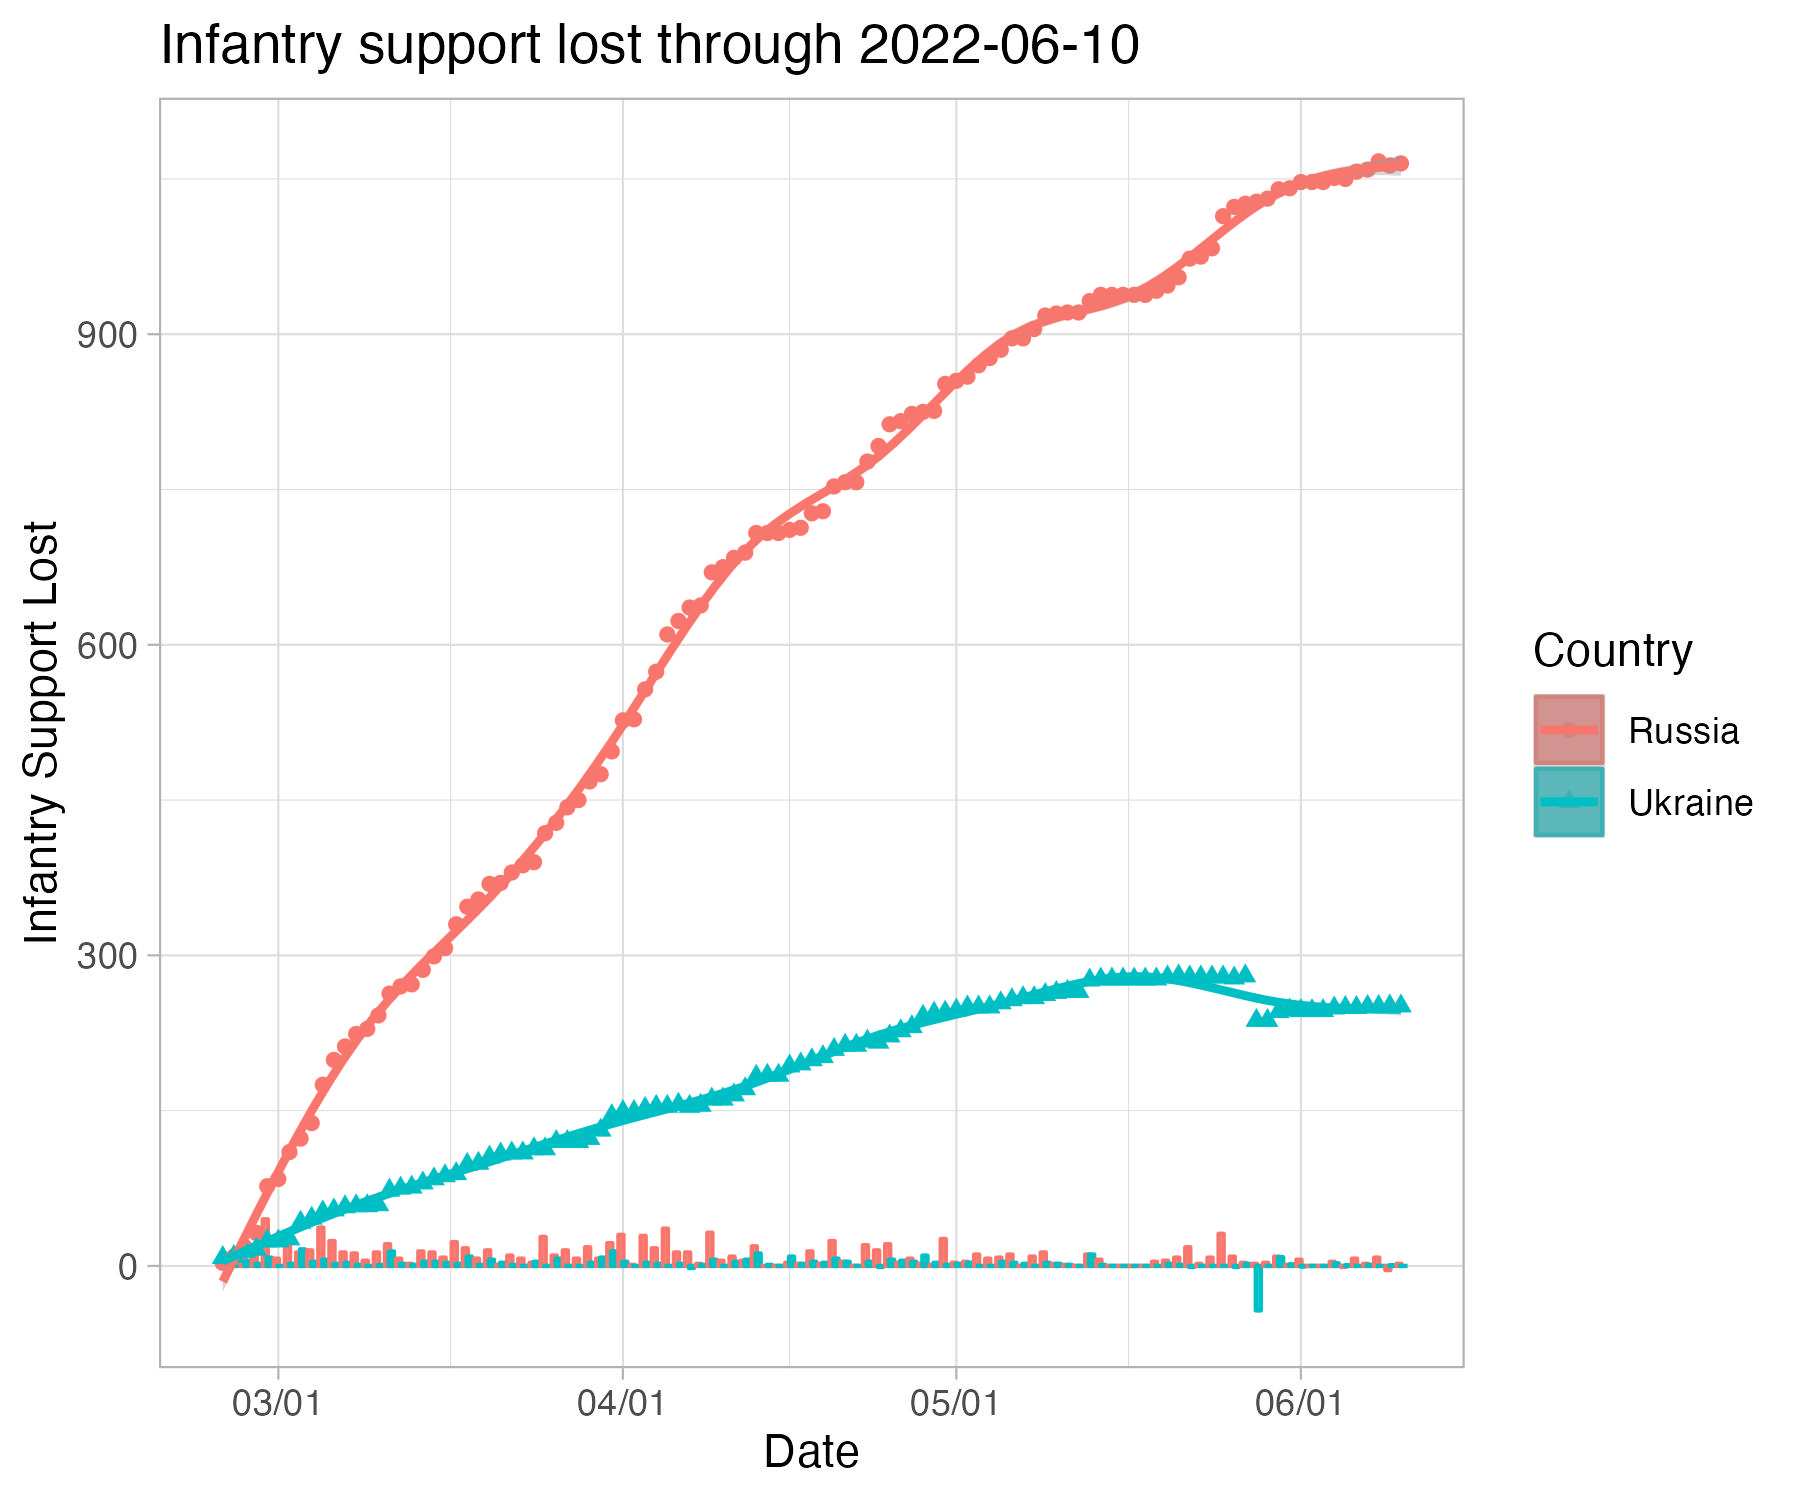 Infantry support lost through 2022-06-10
Infantry Support Lost
900
600
300
0
03/01
04/01
05/01
06/01
Date
Country
Russia
Ukraine